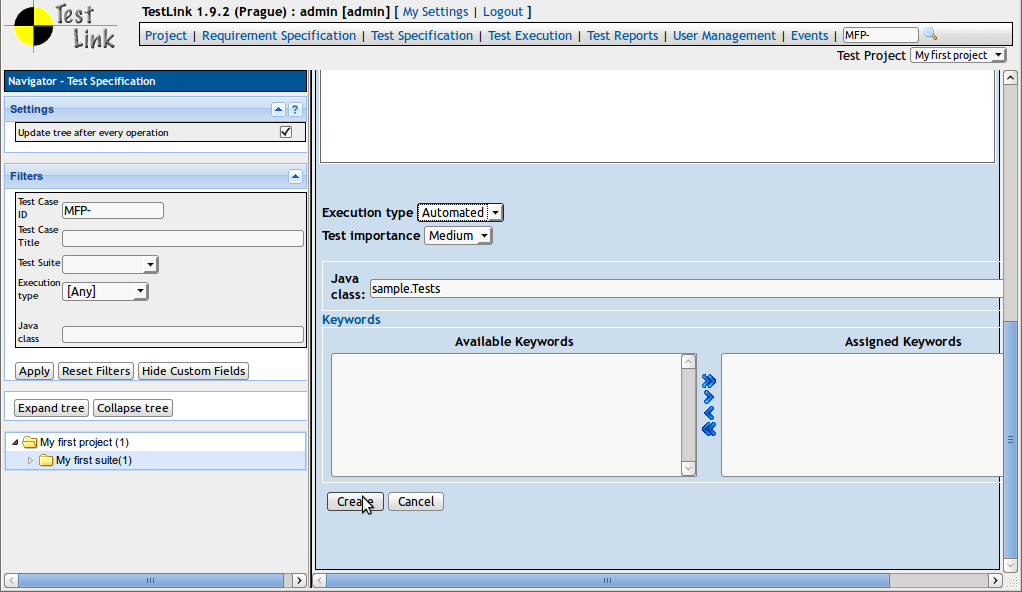 Test Link
TestLink 1.9.2 (Prague) : admin [admin] [ My Settings | Logout ]
Project | Requirement Specification | Test Specification | Test Execution | Test Reports | User Management | Events | MFP-
Test Project My first project
Navigator - Test Specification
Settings
?
Update tree after every operation
Filters
Test Case ID MFP-
Test Case Title
Test Suite
Execution type [Any]
Java class
Apply Reset Filters Hide Custom Fields
Expand tree Collapse tree
My first project (1)
My first suite(1)
Execution type Automated
Test importance Medium
Java class: sample.Tests
Keywords
Available Keywords Assigned Keywords
Create Cancel